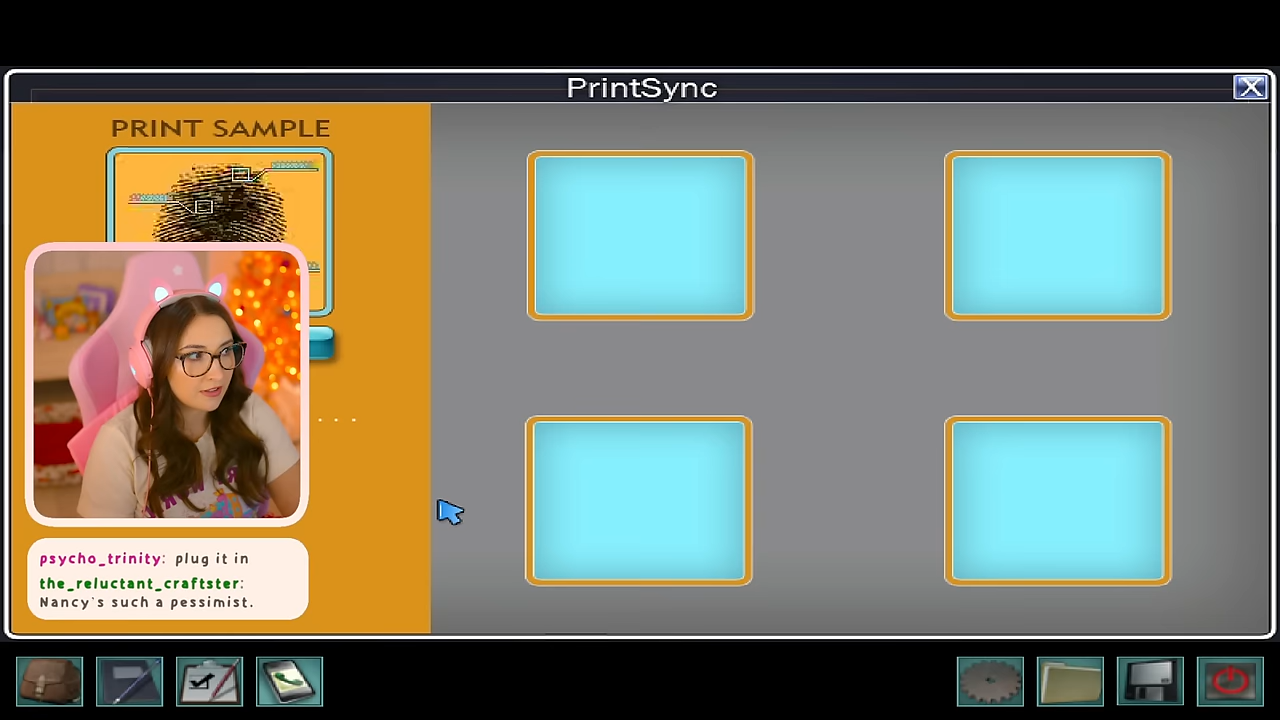 PrintSync
PRINT SAMPLE
. . .
psycho_trinity: plug it in
the_reluctant_craftster:
Nancy's such a pessimist.